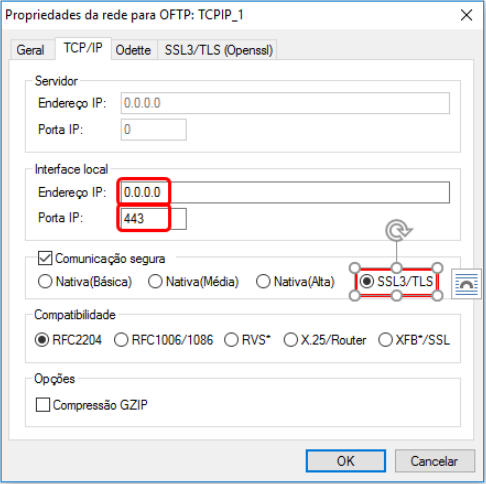 Propriedades da rede para OFTP: TCPIP_1
Geral TCP/IP Odette SSL3/TLS (Openssl)
Servidor
Endereço IP: 0.0.0.0
Porta IP: 0
Interface local
Endereço IP: 0.0.0.0
Porta IP: 443
Comunicação segura
Nativa(Básica) Nativa(Média) Nativa(Alta) SSL3/TLS
Compatibilidade
RFC2204 RFC1006/1086 RVS* X.25/Router XFB*/SSL
Opções
Compressão GZIP
OK Cancelar